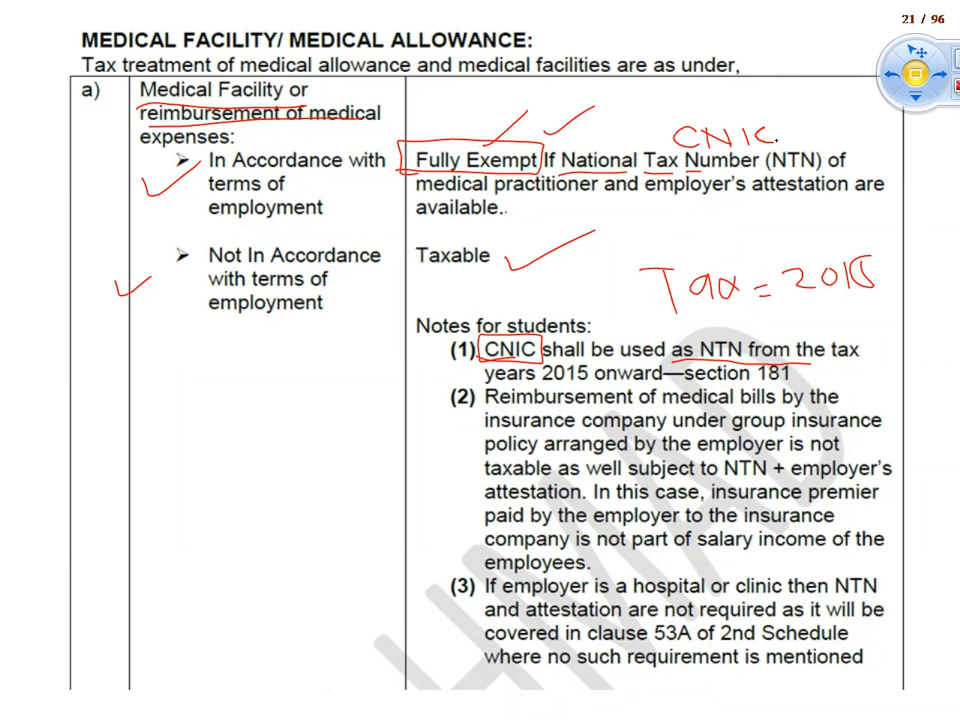 21 / 96
MEDICAL FACILITY/ MEDICAL ALLOWANCE:
Tax treatment of medical allowance and medical facilities are as under,
a)
Medical Facility or
reimbursement of medical
expenses:
➢ In Accordance with
terms of
employment
CNIC
Fully Exempt If National Tax Number (NTN) of
medical practitioner and employer's attestation are
available.
➢ Not In Accordance
with terms of
employment
Taxable
Tax = 2015
Notes for students:
(1) CNIC shall be used as NTN from the tax
years 2015 onward—section 181
(2) Reimbursement of medical bills by the
insurance company under group insurance
policy arranged by the employer is not
taxable as well subject to NTN + employer's
attestation. In this case, insurance premier
paid by the employer to the insurance
company is not part of salary income of the
employees.
(3) If employer is a hospital or clinic then NTN
and attestation are not required as it will be
covered in clause 53A of 2nd Schedule
where no such requirement is mentioned
HMAD